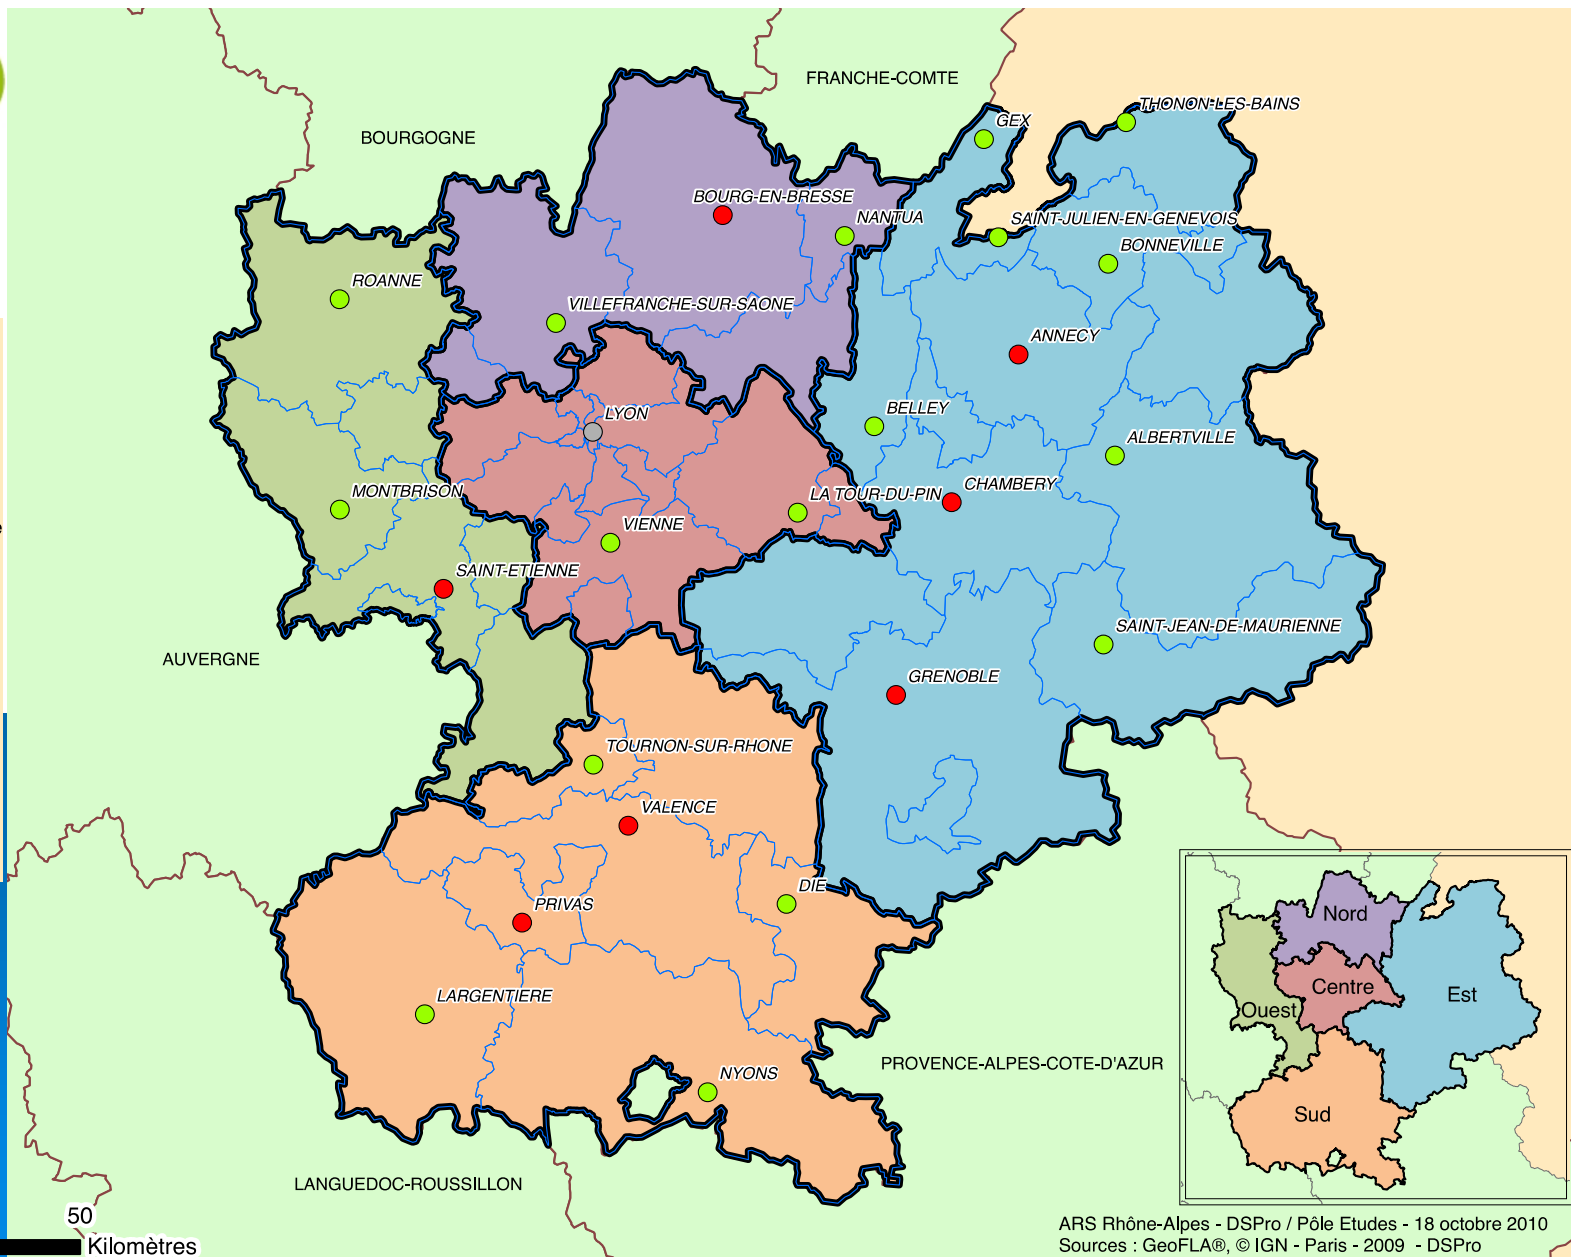 FRANCHE-COMTE
THONON-LES-BAINS
GEX
BOURGOGNE
BOURG-EN-BRESSE
NANTUA
SAINT-JULIEN-EN-GENEVOIS
BONNEVILLE
ROANNE
VILLEFRANCHE-SUR-SAONE
ANNECY
BELLEY
LYON
ALBERTVILLE
MONTBRISON
LA TOUR-DU-PIN
CHAMBERY
VIENNE
SAINT-ETIENNE
SAINT-JEAN-DE-MAURIENNE
AUVERGNE
GRENOBLE
TOURNON-SUR-RHONE
VALENCE
DIE
PRIVAS
Nord
Centre
Est
Ouest
Sud
LARGENTIERE
PROVENCE-ALPES-COTE-D'AZUR
NYONS
LANGUEDOC-ROUSSILLON
50
Kilomètres
ARS Rhône-Alpes - DSPro / Pôle Etudes - 18 octobre 2010
Sources : GeoFLA®, © IGN - Paris - 2009 - DSPro